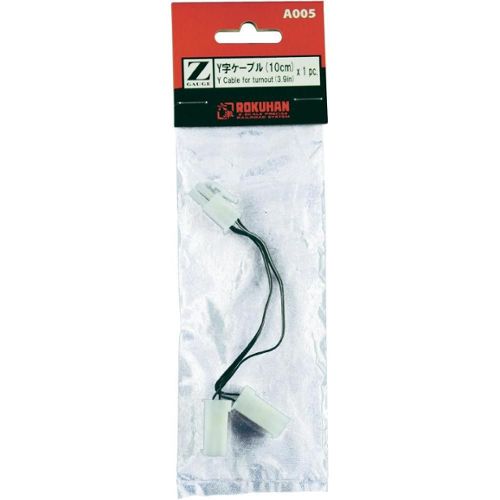 A005
Z
GAUGE
Y字ケーブル(10cm)
Y Cable for turnout (3.9in)
x 1 pc.
ROKUHAN
Z SCALE PRECISE
RAILROAD SYSTEM